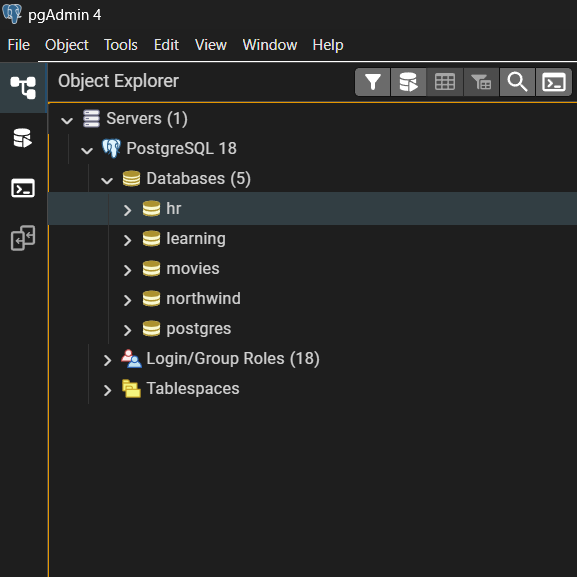 pgAdmin 4
File Object Tools Edit View Window Help
Object Explorer
Servers (1)
PostgreSQL 18
Databases (5)
hr
learning
movies
northwind
postgres
Login/Group Roles (18)
Tablespaces